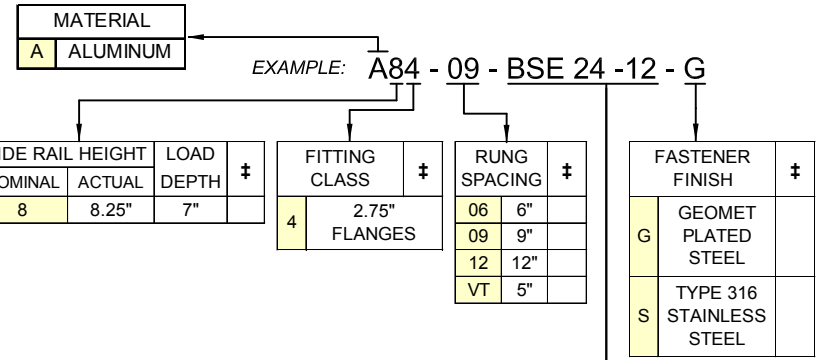 MATERIAL
A ALUMINUM
EXAMPLE: A84 - 09 - BSE 24 -12 - G
IDE RAIL HEIGHT LOAD DEPTH ‡
OMINAL ACTUAL
8 8.25" 7"
FITTING CLASS ‡
4 2.75" FLANGES
RUNG SPACING ‡
06 6"
09 9"
12 12"
VT 5"
FASTENER FINISH ‡
G GEOMET PLATED STEEL
S TYPE 316 STAINLESS STEEL